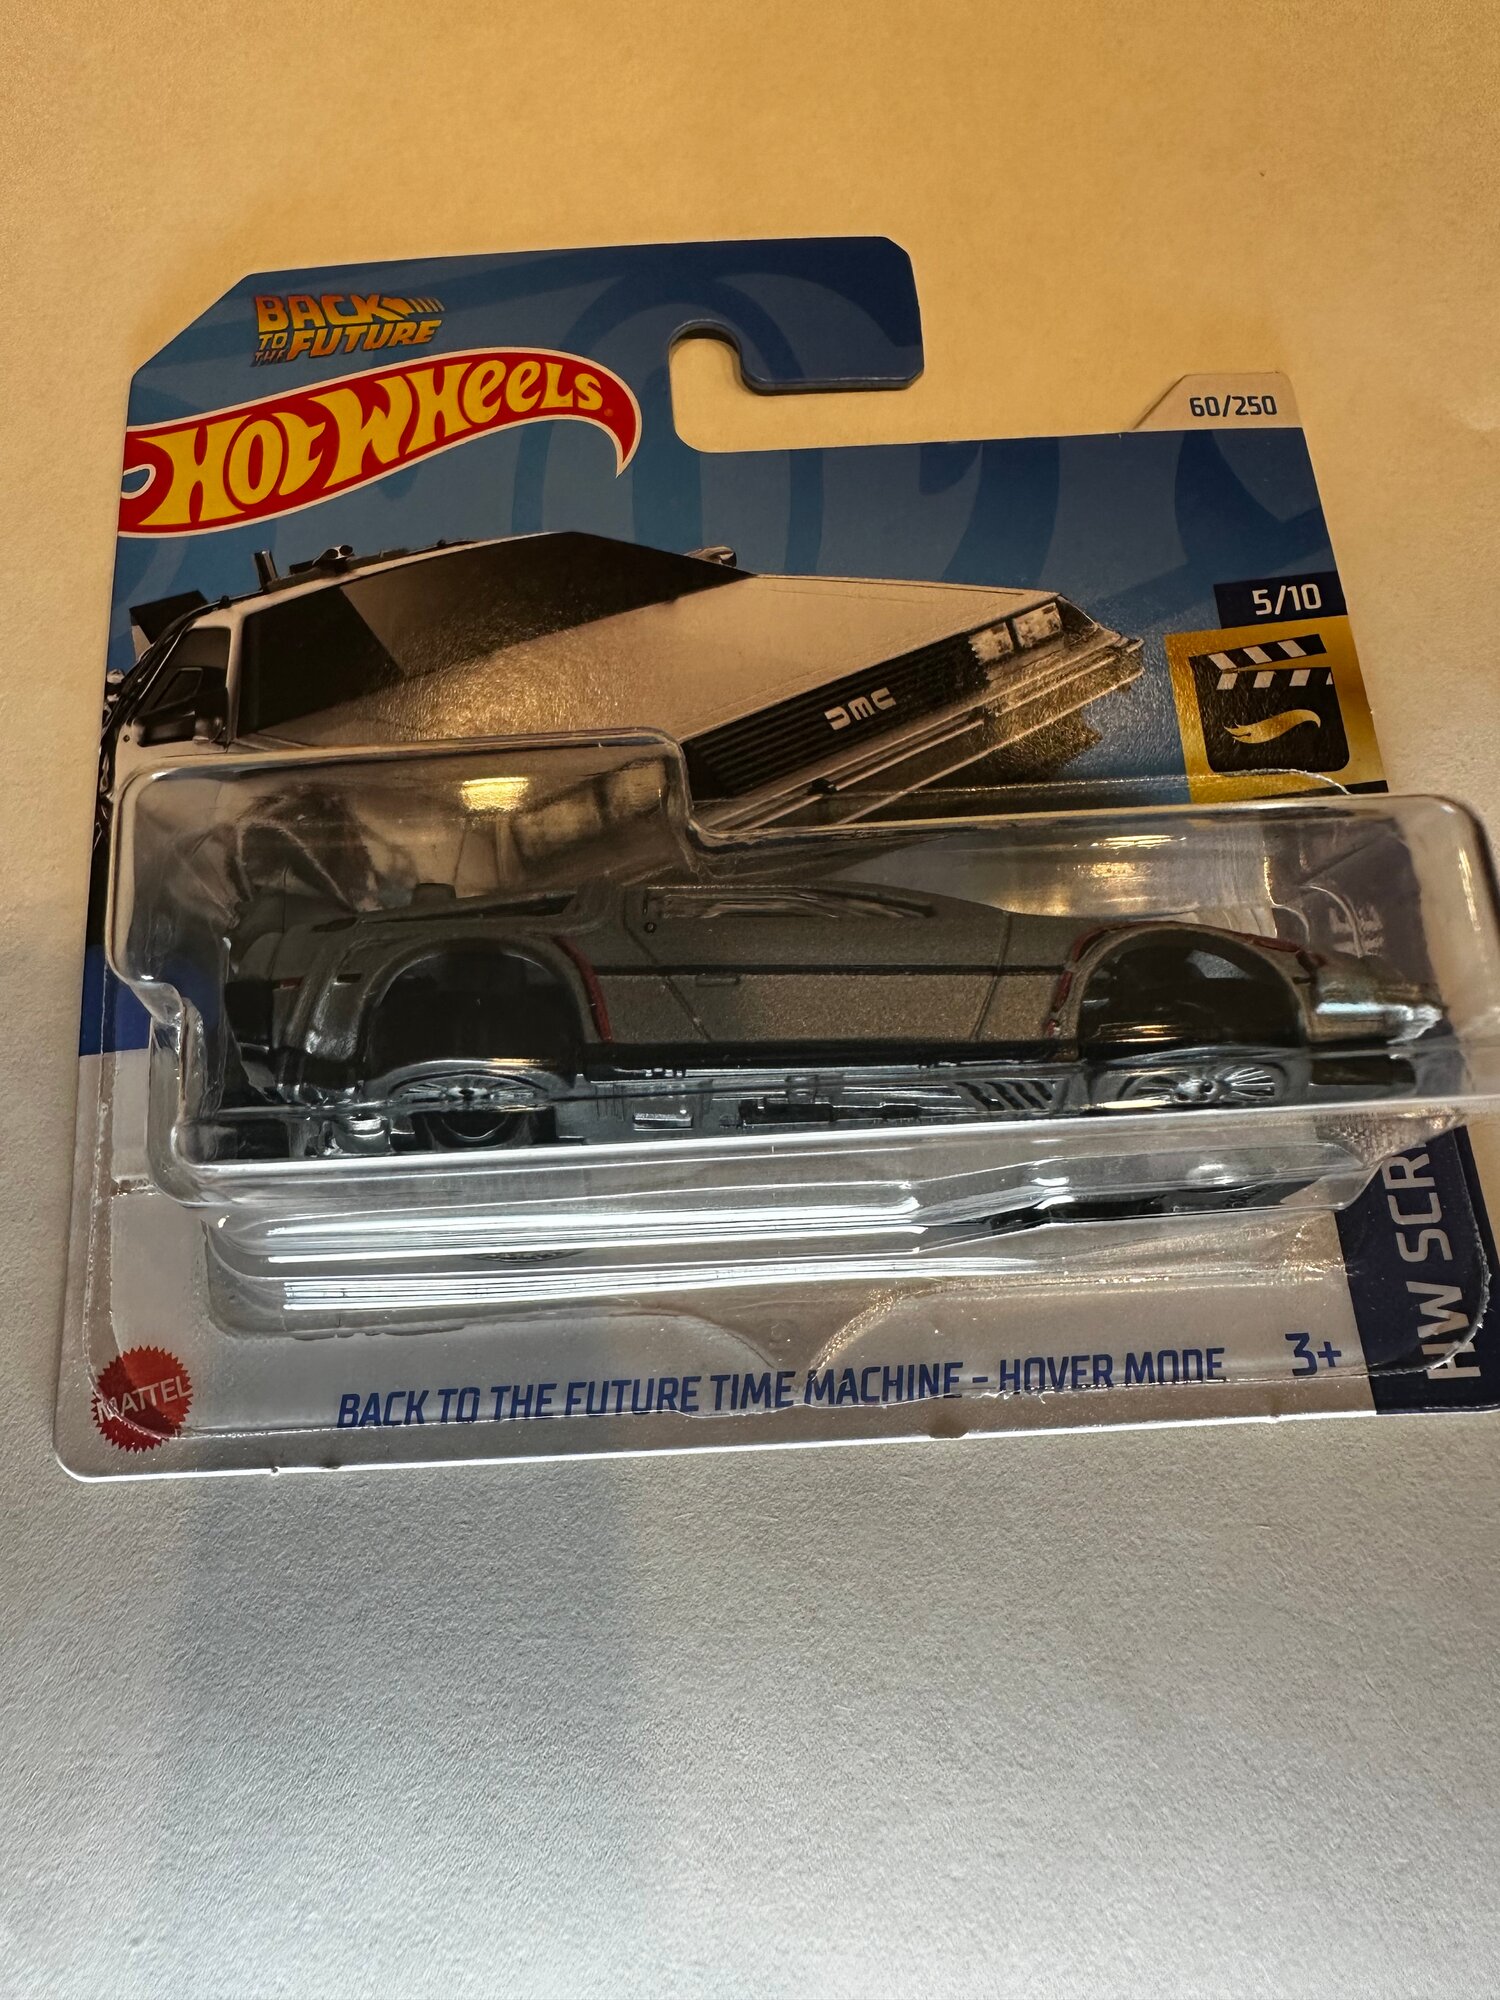 BACK
TO
THE FUTURE
HOT WHEELS
60/250
5/10
DMC
HW SCR
MATTEL
BACK TO THE FUTURE TIME MACHINE - HOVER MODE
3+